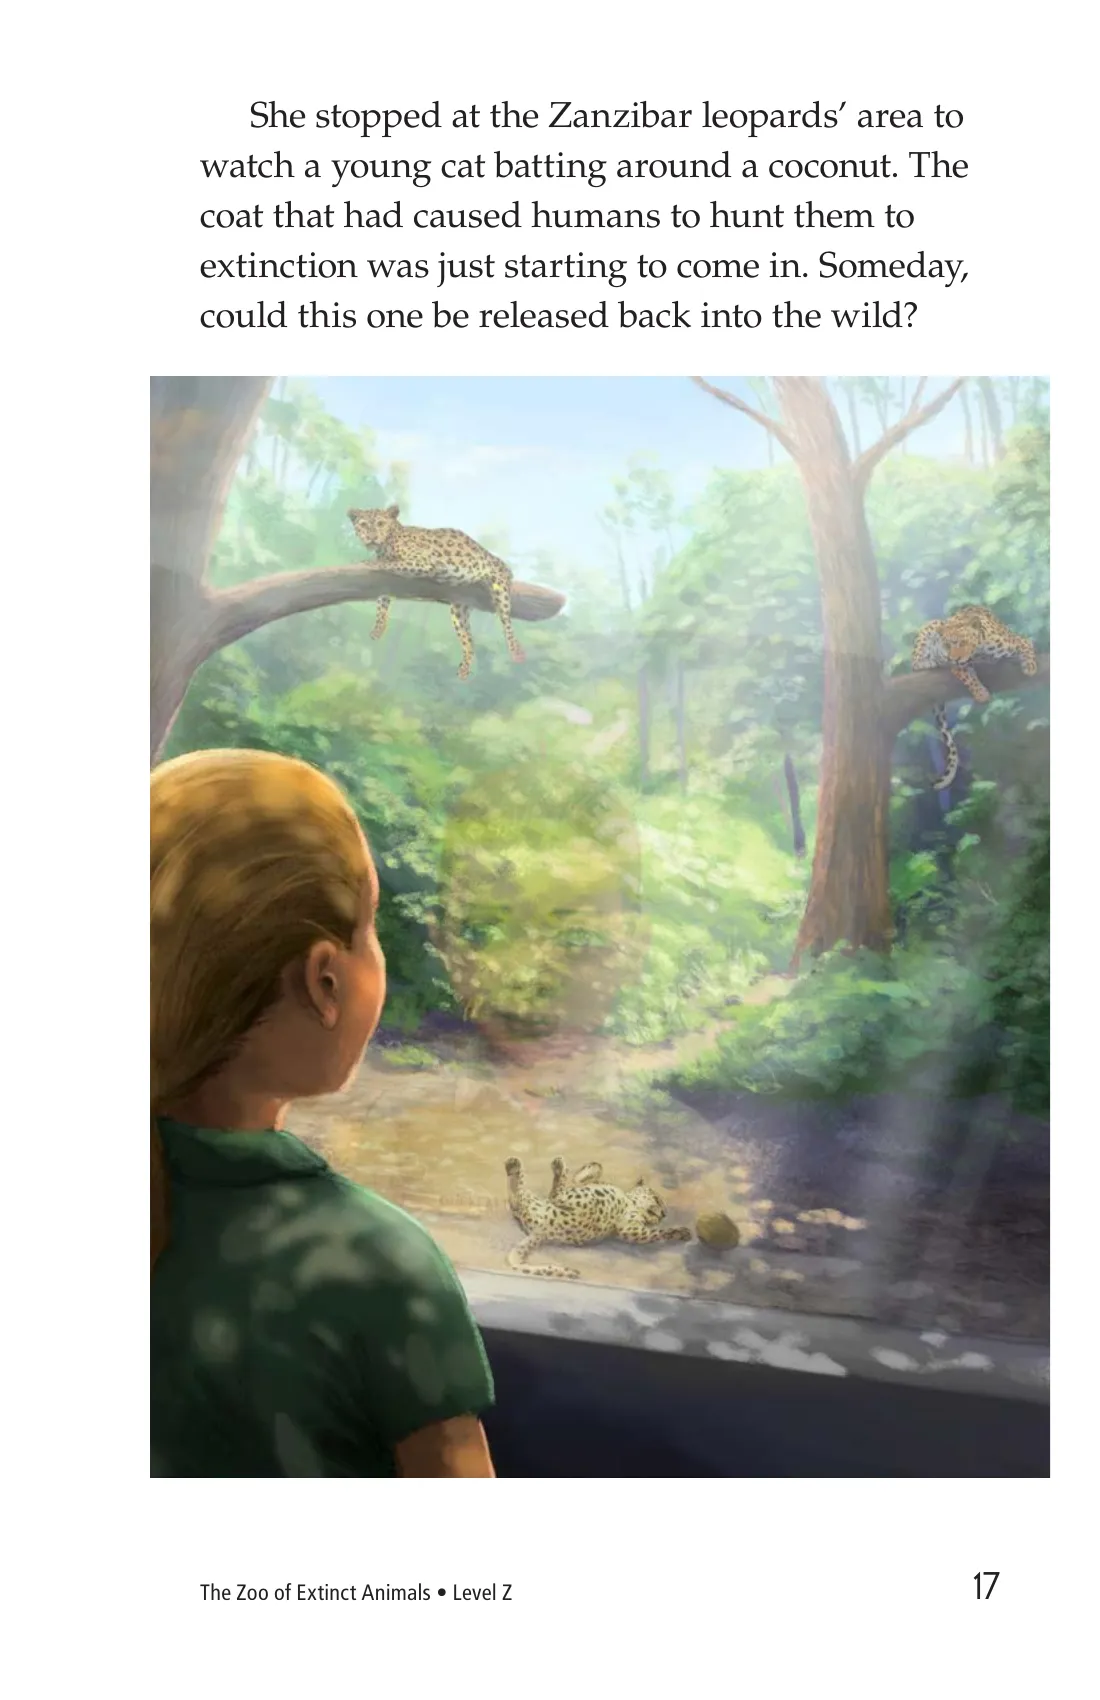 She stopped at the Zanzibar leopards’ area to
watch a young cat batting around a coconut. The
coat that had caused humans to hunt them to
extinction was just starting to come in. Someday,
could this one be released back into the wild?
The Zoo of Extinct Animals • Level Z
17